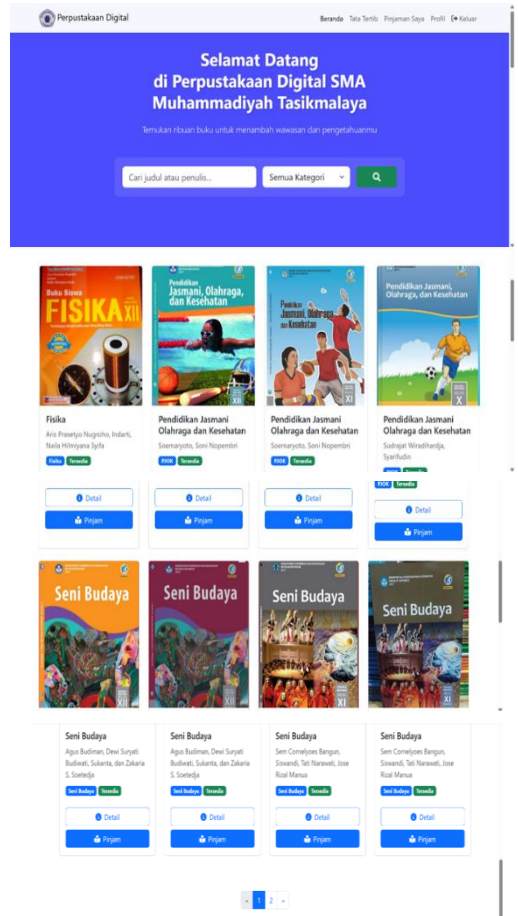 Perpustakaan Digital
Beranda Tata Tertib Pinjaman Saya Profil Keluar
Selamat Datang
di Perpustakaan Digital SMA
Muhammadiyah Tasikmalaya
Temukan ribuan buku untuk menambah wawasan dan pengetahuanmu
Cari judul atau penulis...
Semua Kategori
Buku Siswa
FISIKA XII
Pendidikan
Jasmani, Olahraga,
dan Kesehatan
XII
Pendidikan
Jasmani, Olahraga
dan Kesehatan
XI
Pendidikan Jasmani,
Olahraga, dan Kesehatan
X
Fisika
Aris Prasetyo Nugroho, Indarti,
Naila Hilmiyana Syifa
Fisika Tersedia
Pendidikan Jasmani
Olahraga dan Kesehatan
Soemaryoto, Soni Nopembri
PJOK Tersedia
Pendidikan Jasmani
Olahraga dan Kesehatan
Soemaryoto, Soni Nopembri
PJOK Tersedia
Pendidikan Jasmani
Olahraga dan Kesehatan
Sudrajat Wiradihardja,
Syarifudin
PJOK Tersedia
Detail
Pinjam
Detail
Pinjam
Detail
Pinjam
PJOK Tersedia
Detail
Pinjam
Seni Budaya
Seni Budaya
Seni Budaya
XI
Seni Budaya
XI
Seni Budaya
Agus Budiman, Dewi Suryati
Budiwati, Sukanta, dan Zakaria
S. Soetedja
Seni Budaya Tersedia
Detail
Pinjam
Seni Budaya
Agus Budiman, Dewi Suryati
Budiwati, Sukanta, dan Zakaria
S. Soetedja
Seni Budaya Tersedia
Detail
Pinjam
Seni Budaya
Sem Cornelyoes Bangun,
Siswandi, Tati Narawati, Jose
Rizal Manua
Seni Budaya Tersedia
Detail
Pinjam
Seni Budaya
Sem Cornelyoes Bangun,
Siswandi, Tati Narawati, Jose
Rizal Manua
Seni Budaya Tersedia
Detail
Pinjam
« 1 2 »